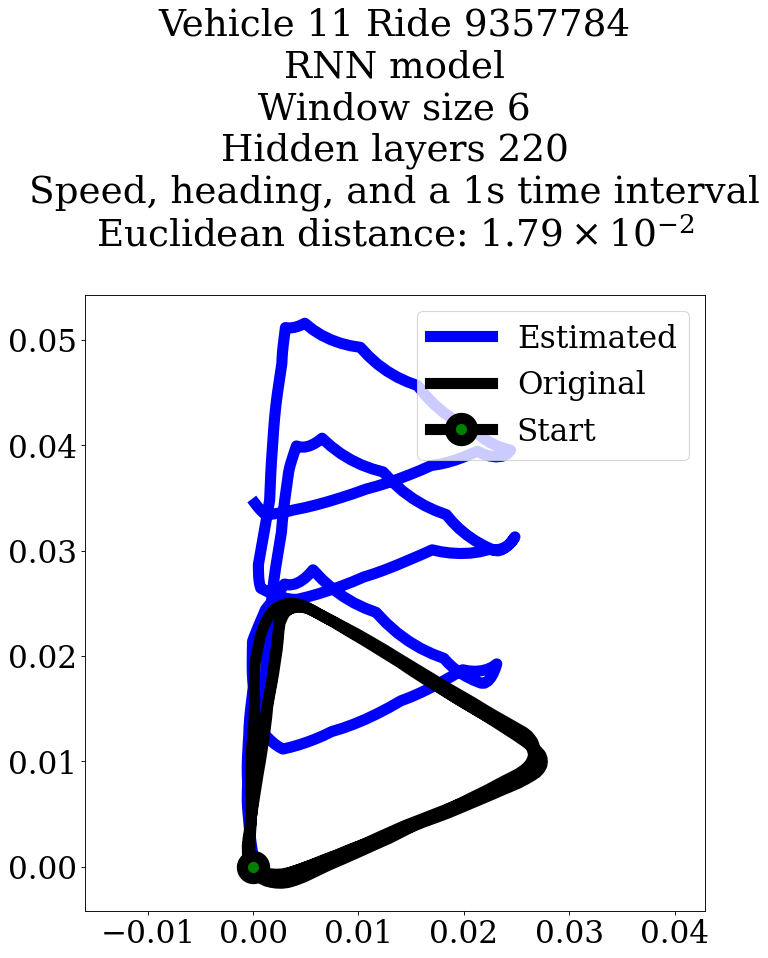 Vehicle 11 Ride 9357784
RNN model
Window size 6
Hidden layers 220
Speed, heading, and a 1s time interval
Euclidean distance: 1.79 × 10⁻²
Estimated
Original
Start
0.05
0.04
0.03
0.02
0.01
0.00
−0.01 0.00 0.01 0.02 0.03 0.04